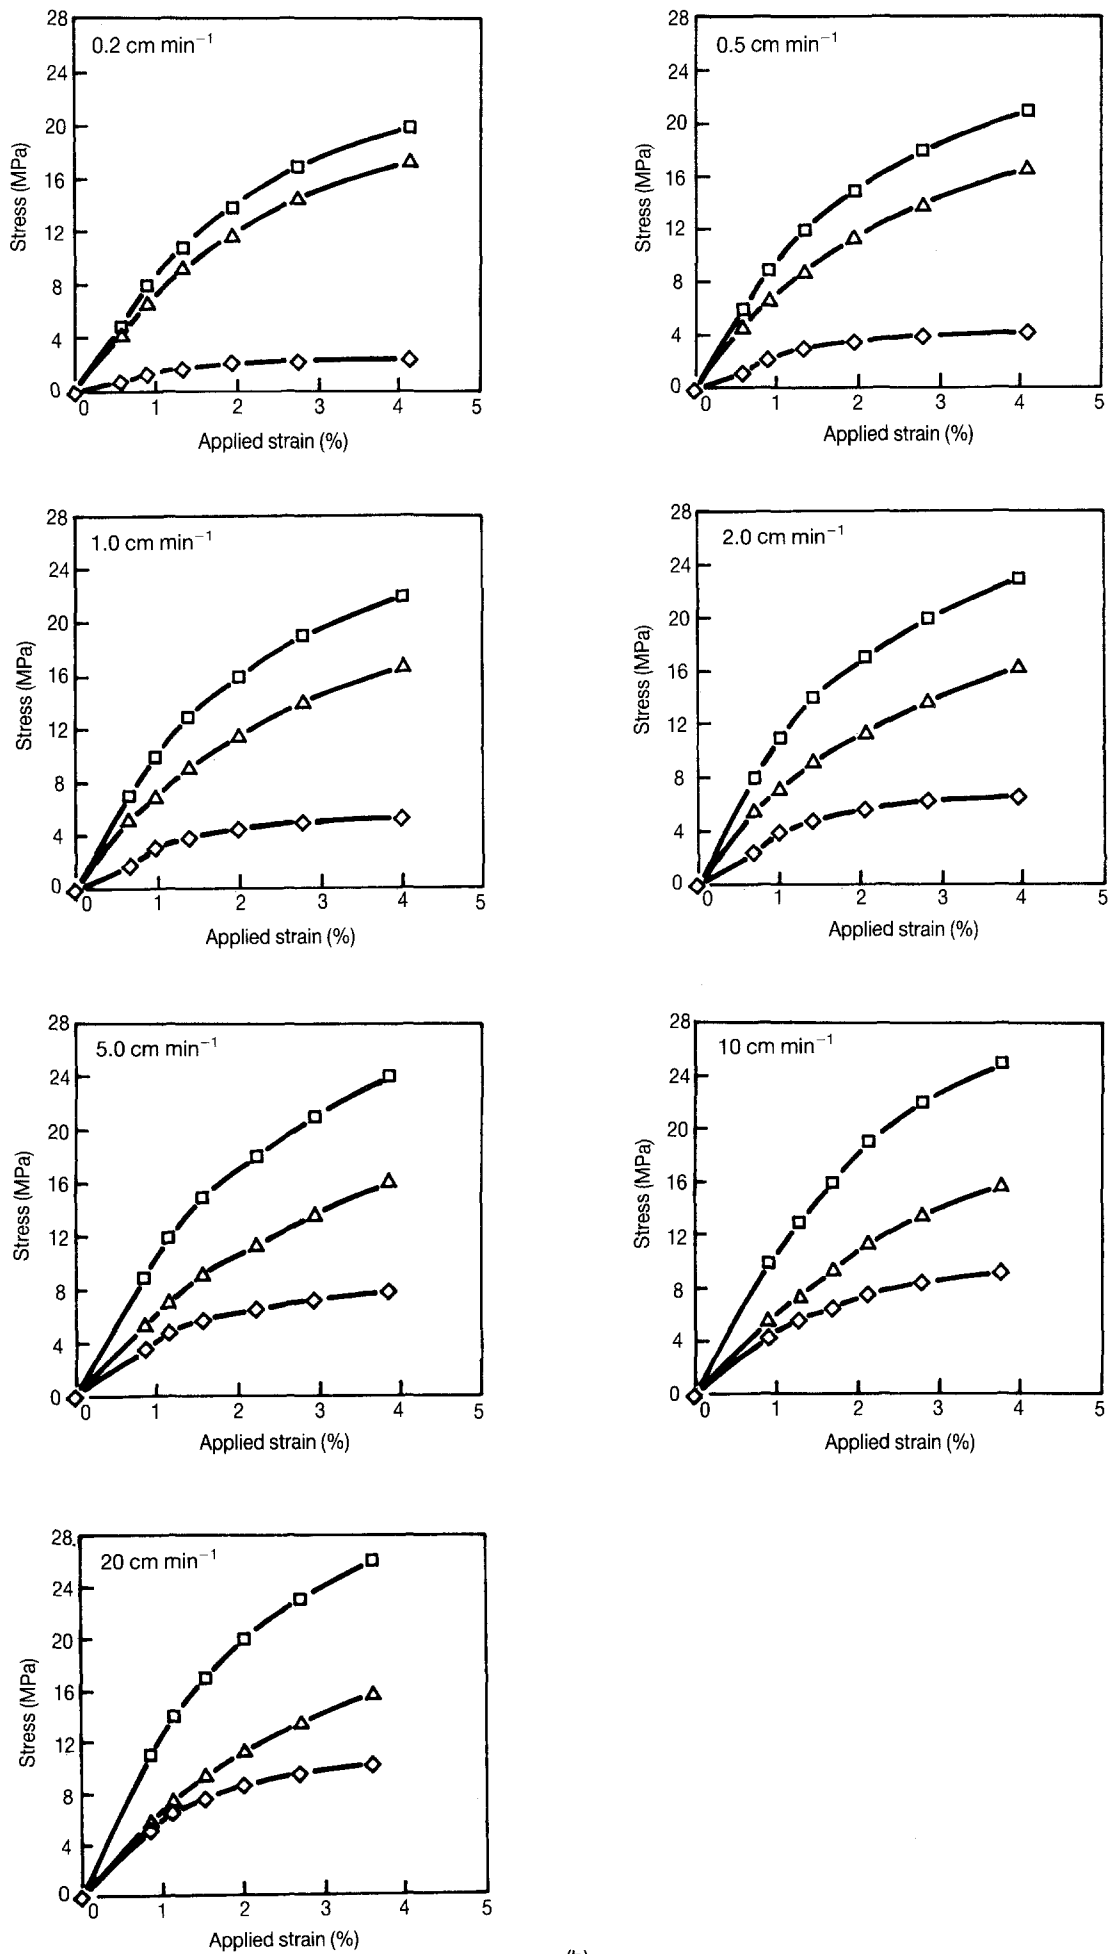 28
0.2 cm min⁻¹
24
20
16
12
8
4
0
Stress (MPa)
0 1 2 3 4 5
Applied strain (%)
28
0.5 cm min⁻¹
24
20
16
12
8
4
0
Stress (MPa)
0 1 2 3 4 5
Applied strain (%)
28
1.0 cm min⁻¹
24
20
16
12
8
4
0
Stress (MPa)
0 1 2 3 4 5
Applied strain (%)
28
2.0 cm min⁻¹
24
20
16
12
8
4
0
Stress (MPa)
0 1 2 3 4 5
Applied strain (%)
28
5.0 cm min⁻¹
24
20
16
12
8
4
0
Stress (MPa)
0 1 2 3 4 5
Applied strain (%)
28
10 cm min⁻¹
24
20
16
12
8
4
0
Stress (MPa)
0 1 2 3 4 5
Applied strain (%)
28
20 cm min⁻¹
24
20
16
12
8
4
0
Stress (MPa)
0 1 2 3 4 5
Applied strain (%)